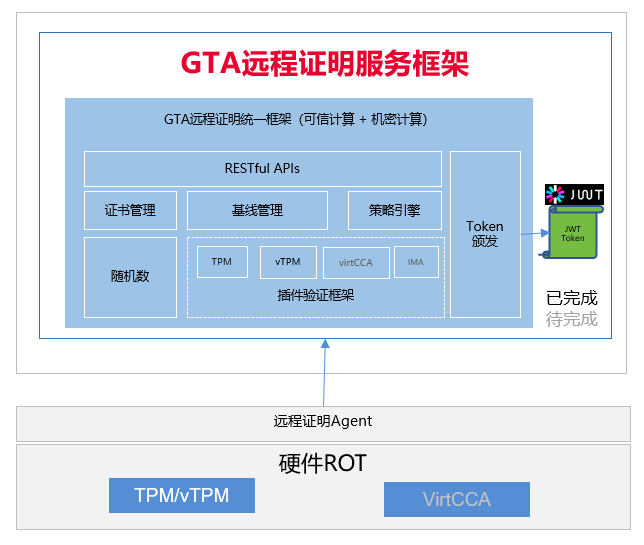 GTA远程证明服务框架
GTA远程证明统一框架（可信计算 + 机密计算）
RESTful APIs
证书管理
基线管理
策略引擎
Token
颁发
JWT
JWT
Token
随机数
TPM
vTPM
virtCCA
IMA
插件验证框架
已完成
待完成
远程证明Agent
硬件ROT
TPM/vTPM
VirtCCA